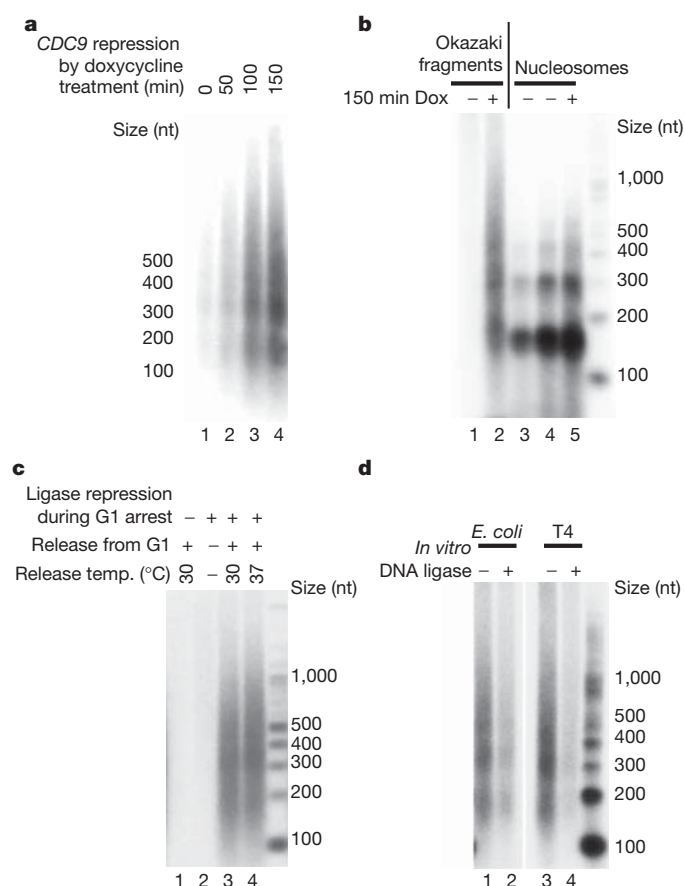 a
CDC9 repression
by doxycycline
treatment (min)
0 50 100 150
Size (nt)
500
400
300
200
100
1 2 3 4
b
Okazaki
fragments
Nucleosomes
150 min Dox – + – – +
Size (nt)
1,000
500
400
300
200
100
1 2 3 4 5
c
Ligase repression
during G1 arrest – + + +
Release from G1 + – + +
Release temp. (°C) 30 – 30 37
Size (nt)
1,000
500
400
300
200
100
1 2 3 4
d
E. coli T4
In vitro
DNA ligase – + – +
Size (nt)
1,000
500
400
300
200
100
1 2 3 4